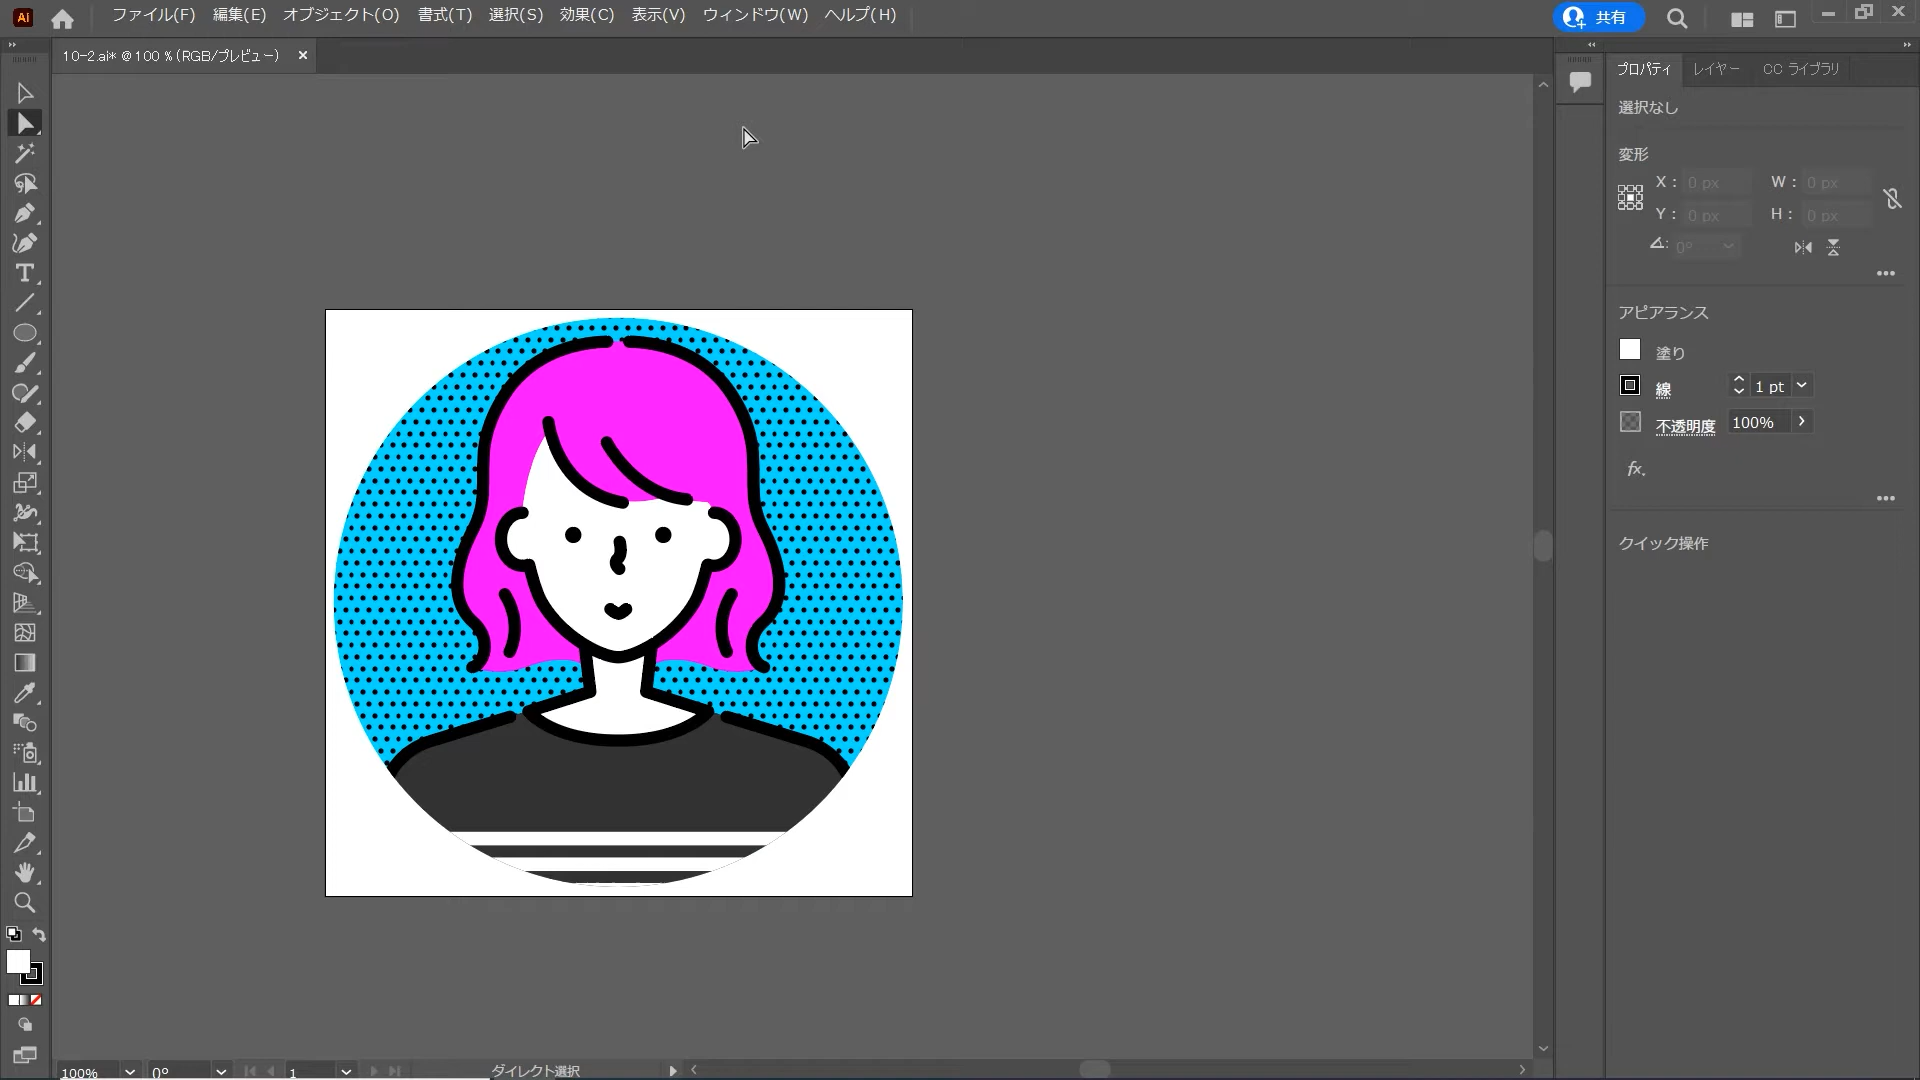 Ai
ファイル(F) 編集(E) オブジェクト(O) 書式(T) 選択(S) 効果(C) 表示(V) ウィンドウ(W) ヘルプ(H)
共有
10-2.ai* @ 100 % (RGB/プレビュー) ×
プロパティ レイヤー CC ライブラリ
選択なし
変形
X : 0 px W : 0 px
Y : 0 px H : 0 px
0°
アピアランス
塗り
線 1 pt
不透明度 100%
fx.
クイック操作
100% 0° 1 ダイレクト選択